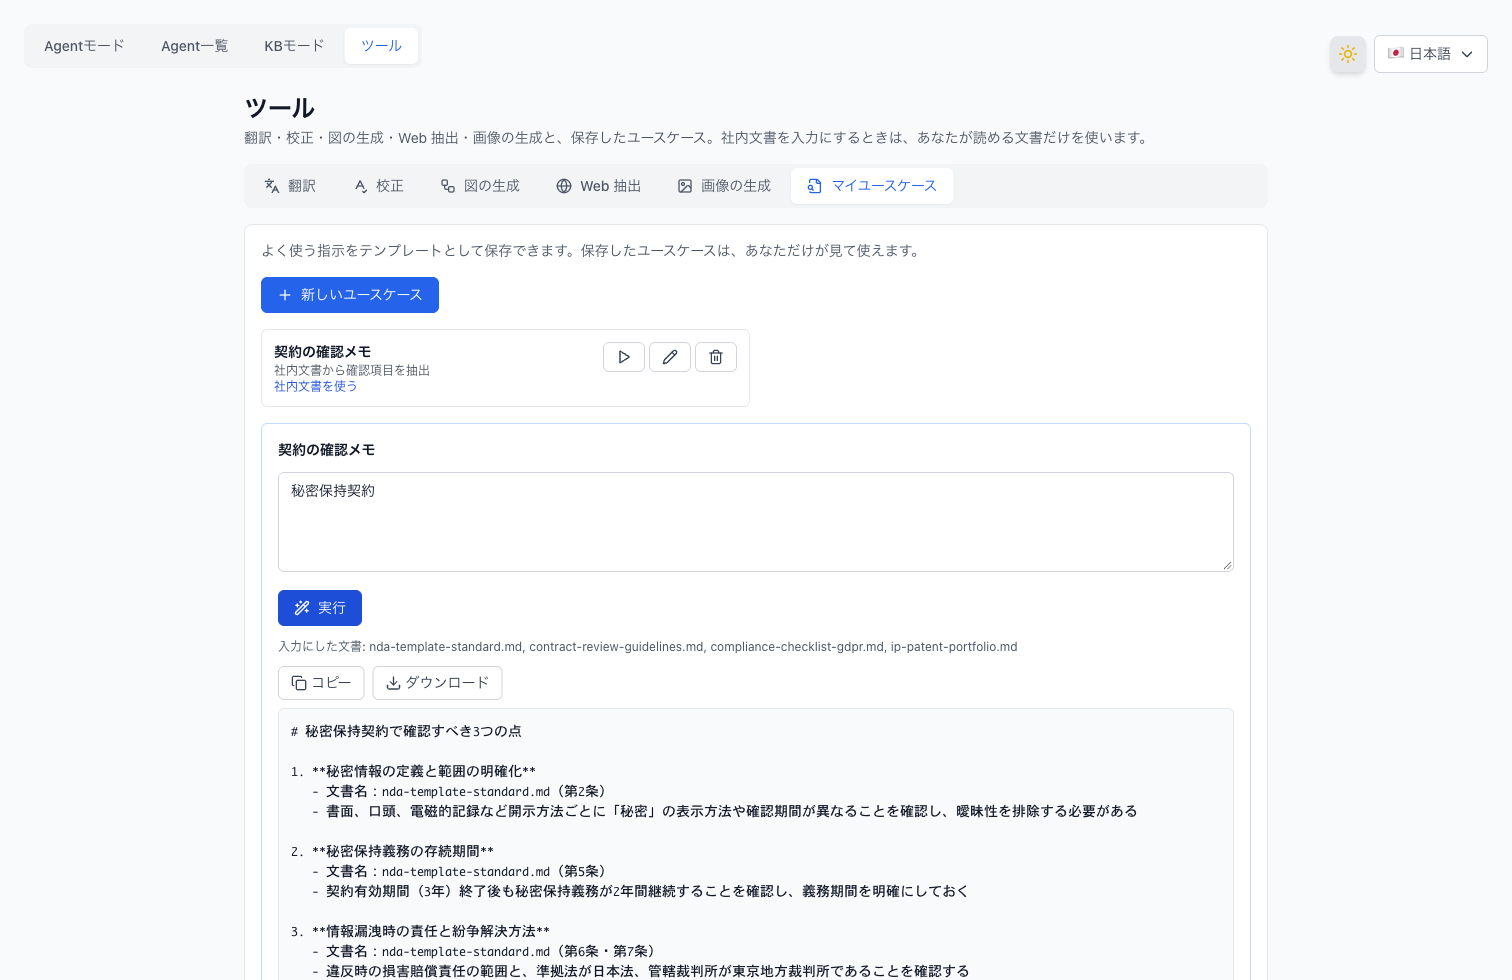 Agentモード
Agent一覧
KBモード
ツール
日本語
ツール
翻訳・校正・図の生成・Web 抽出・画像の生成と、保存したユースケース。社内文書を入力にするときは、あなたが読める文書だけを使います。
翻訳
校正
図の生成
Web 抽出
画像の生成
マイユースケース
よく使う指示をテンプレートとして保存できます。保存したユースケースは、あなただけが見て使えます。
新しいユースケース
契約の確認メモ
社内文書から確認項目を抽出
社内文書を使う
契約の確認メモ
秘密保持契約
実行
入力にした文書: nda-template-standard.md, contract-review-guidelines.md, compliance-checklist-gdpr.md, ip-patent-portfolio.md
コピー
ダウンロード
# 秘密保持契約で確認すべき3つの点
1. **秘密情報の定義と範囲の明確化**
- 文書名：nda-template-standard.md（第2条）
- 書面、口頭、電磁的記録など開示方法ごとに「秘密」の表示方法や確認期間が異なることを確認し、曖昧性を排除する必要がある
2. **秘密保持義務の存続期間**
- 文書名：nda-template-standard.md（第5条）
- 契約有効期間（3年）終了後も秘密保持義務が2年間継続することを確認し、義務期間を明確にしておく
3. **情報漏洩時の責任と紛争解決方法**
- 文書名：nda-template-standard.md（第6条・第7条）
- 違反時の損害賠償責任の範囲と、準拠法が日本法、管轄裁判所が東京地方裁判所であることを確認する